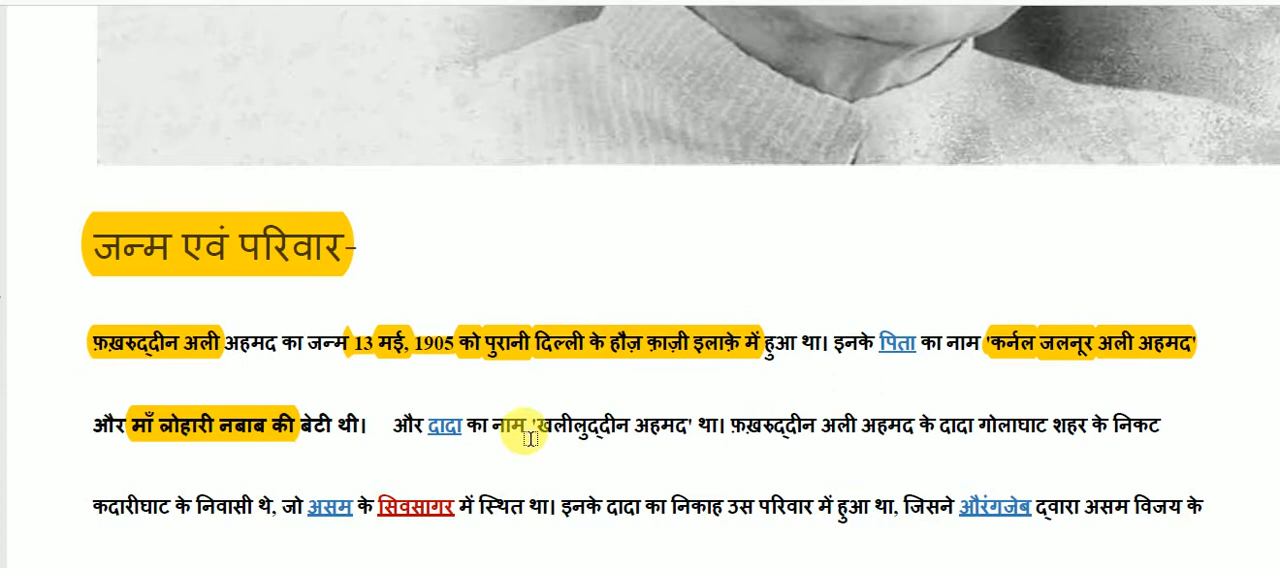 जन्म एवं परिवार-
फ़ख़रुद्दीन अली अहमद का जन्म 13 मई, 1905 को पुरानी दिल्ली के हौज़ क़ाज़ी इलाक़े में हुआ था। इनके पिता का नाम 'कर्नल जलनूर अली अहमद'
और माँ लोहारी नबाब की बेटी थी। और दादा का नाम 'खलीलुद्दीन अहमद' था। फ़ख़रुद्दीन अली अहमद के दादा गोलाघाट शहर के निकट
कदारीघाट के निवासी थे, जो असम के सिवसागर में स्थित था। इनके दादा का निकाह उस परिवार में हुआ था, जिसने औरंगजेब द्वारा असम विजय के